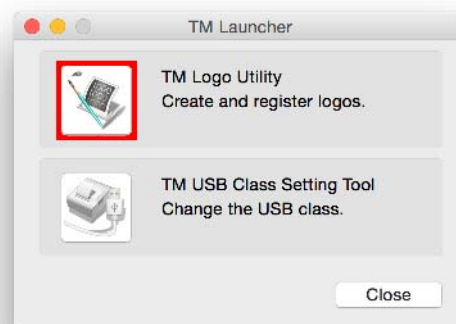 TM Launcher
TM Logo Utility
Create and register logos.
TM USB Class Setting Tool
Change the USB class.
Close